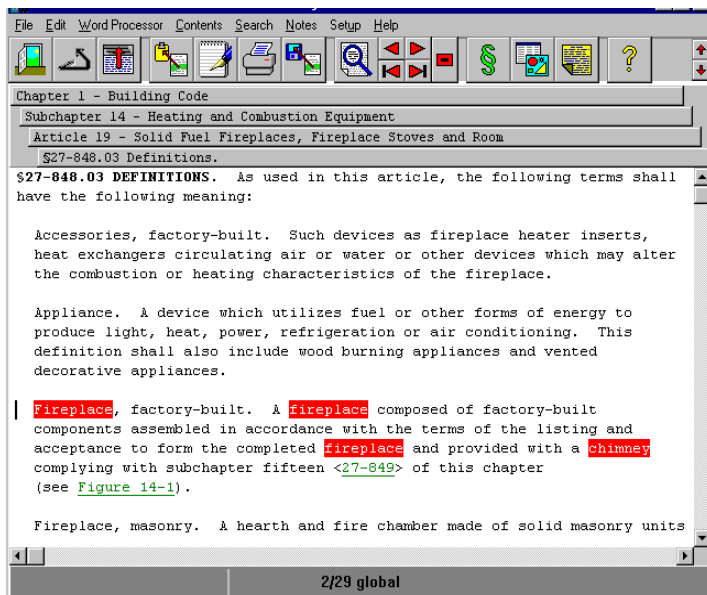 File Edit Word Processor Contents Search Notes Setup Help
§ ?
Chapter 1 - Building Code
Subchapter 14 - Heating and Combustion Equipment
Article 19 - Solid Fuel Fireplaces, Fireplace Stoves and Room
§27-848.03 Definitions.
§27-848.03 DEFINITIONS. As used in this article, the following terms shall
have the following meaning:
Accessories, factory-built. Such devices as fireplace heater inserts,
heat exchangers circulating air or water or other devices which may alter
the combustion or heating characteristics of the fireplace.
Appliance. A device which utilizes fuel or other forms of energy to
produce light, heat, power, refrigeration or air conditioning. This
definition shall also include wood burning appliances and vented
decorative appliances.
Fireplace, factory-built. A fireplace composed of factory-built
components assembled in accordance with the terms of the listing and
acceptance to form the completed fireplace and provided with a chimney
complying with subchapter fifteen <27-849> of this chapter
(see Figure 14-1).
Fireplace, masonry. A hearth and fire chamber made of solid masonry units
2/29 global